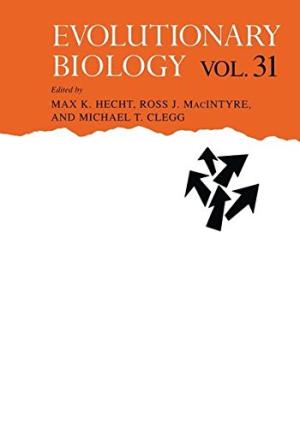 EVOLUTIONARY
BIOLOGY VOL. 31
Edited by
MAX K. HECHT, ROSS J. MACINTYRE,
AND MICHAEL T. CLEGG